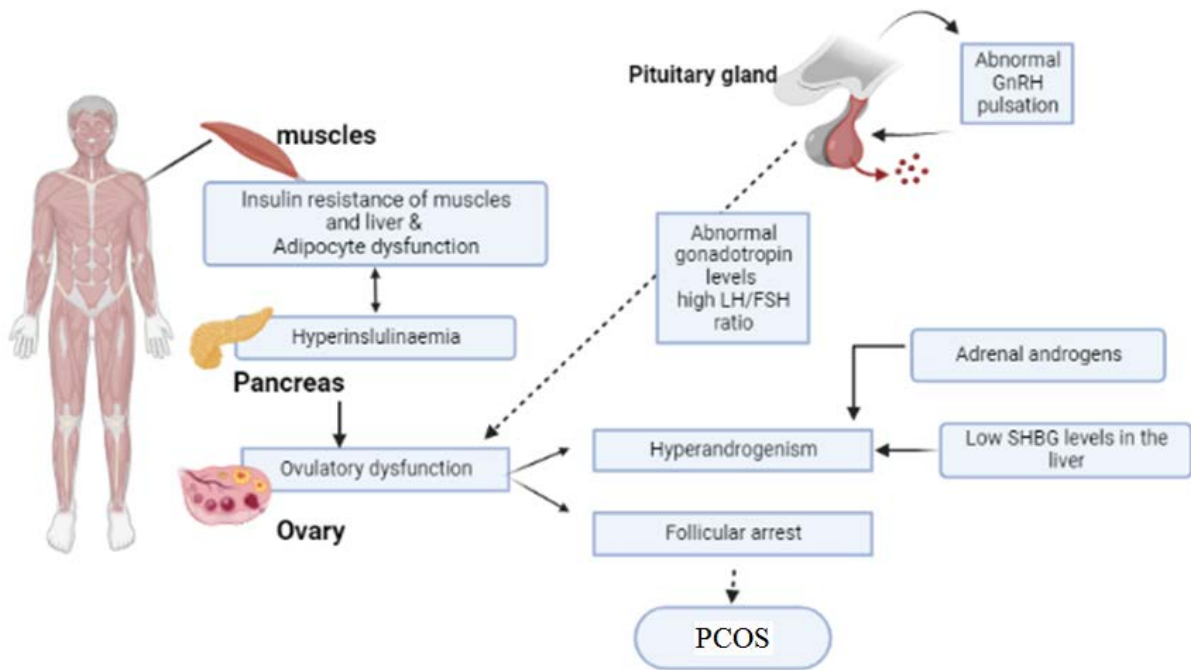 Pituitary gland
Abnormal
GnRH
pulsation
muscles
Insulin resistance of muscles
and liver &
Adipocyte dysfunction
Abnormal
gonadotropin
levels
high LH/FSH
ratio
Hyperinslulinaemia
Pancreas
Adrenal androgens
Ovulatory dysfunction
Hyperandrogenism
Low SHBG levels in the
liver
Ovary
Follicular arrest
PCOS